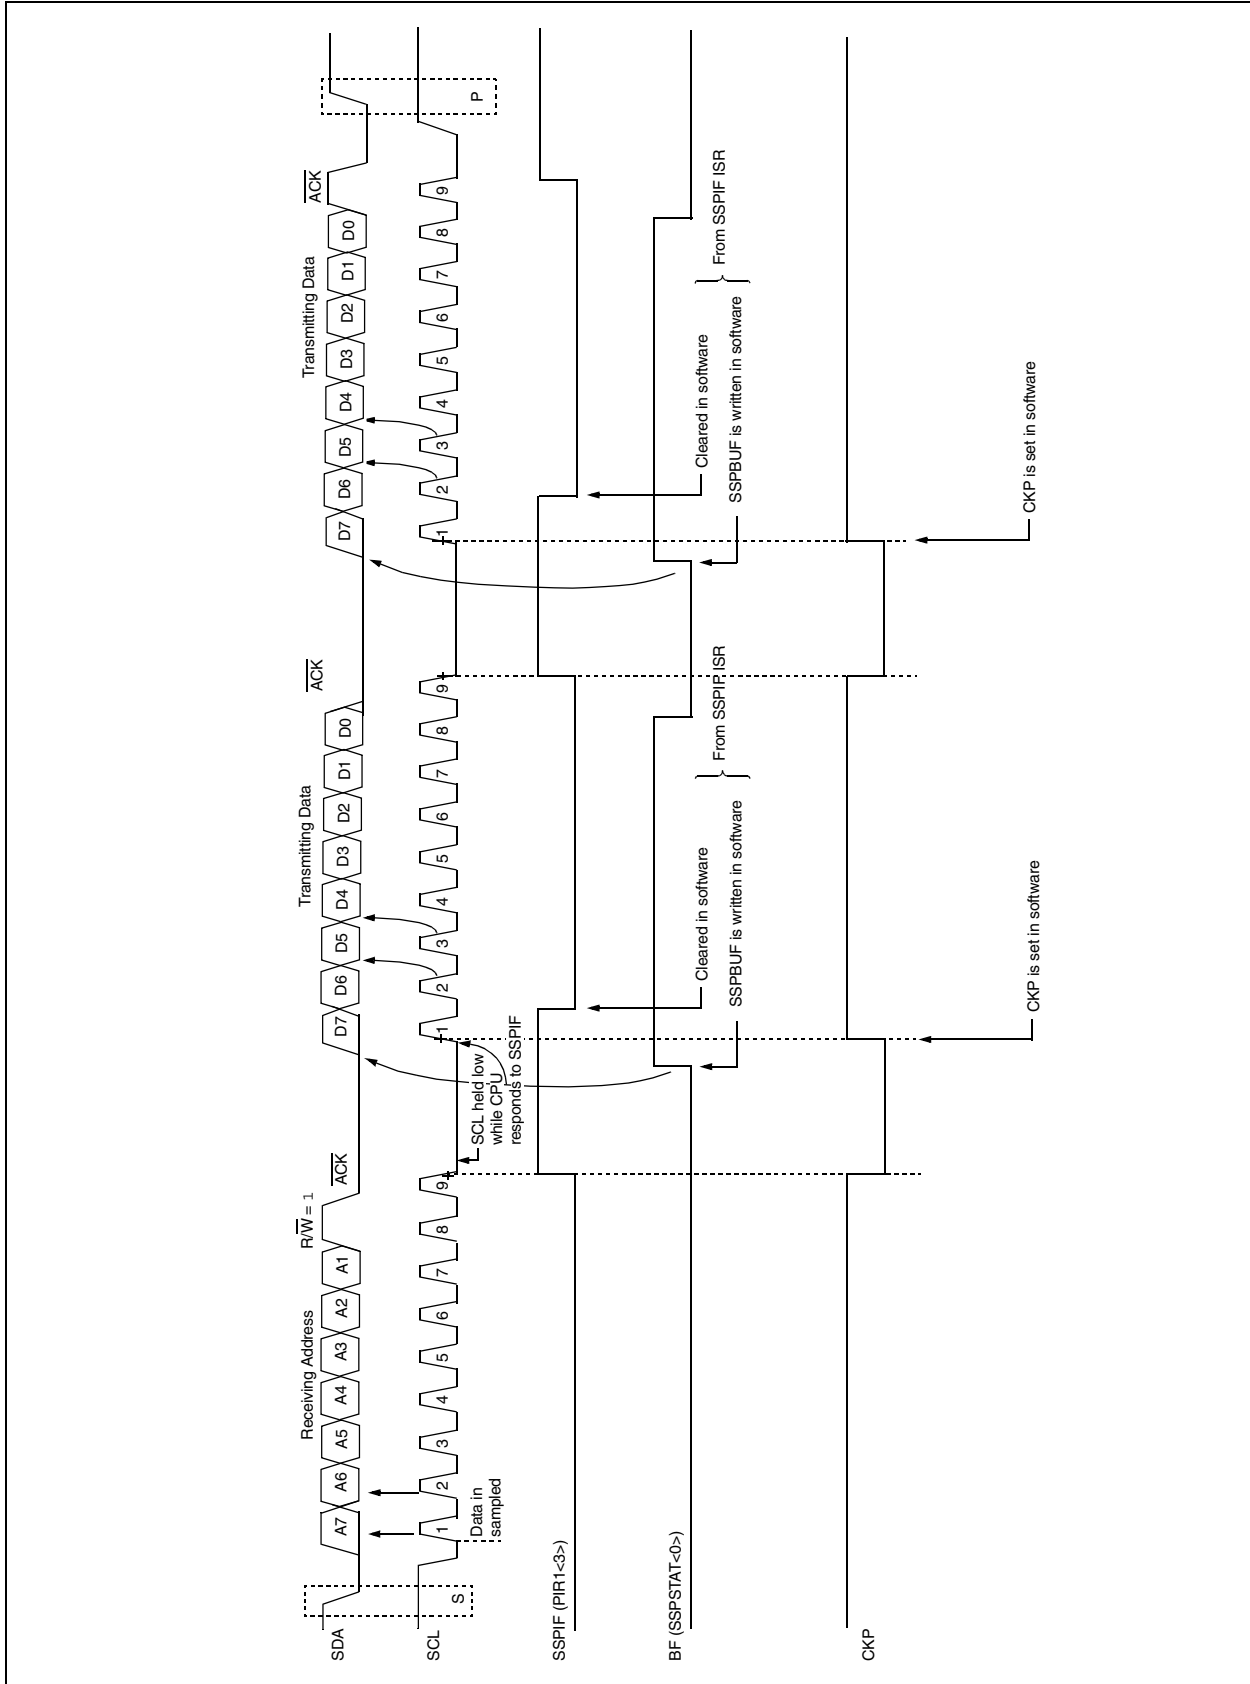 Receiving Address
R/W = 1
ACK
Transmitting Data
ACK
Transmitting Data
ACK
SDA
A7
A6
A5
A4
A3
A2
A1
D7
D6
D5
D4
D3
D2
D1
D0
D7
D6
D5
D4
D3
D2
D1
D0
SCL
S
1
2
3
4
5
6
7
8
9
1
2
3
4
5
6
7
8
9
1
2
3
4
5
6
7
8
9
P
Data in
sampled
SCL held low
while CPU
responds to SSPIF
SSPIF (PIR1<3>)
BF (SSPSTAT<0>)
Cleared in software
SSPBUF is written in software
From SSPIF ISR
Cleared in software
SSPBUF is written in software
From SSPIF ISR
CKP
CKP is set in software
CKP is set in software